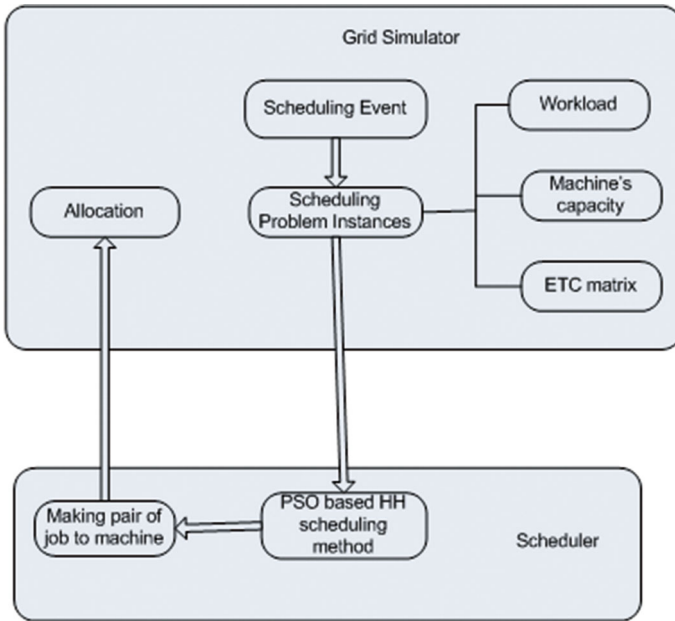 Grid Simulator
Scheduling Event
Workload
Scheduling
Problem Instances
Machine's
capacity
Allocation
ETC matrix
PSO based HH
scheduling
method
Making pair of
job to machine
Scheduler